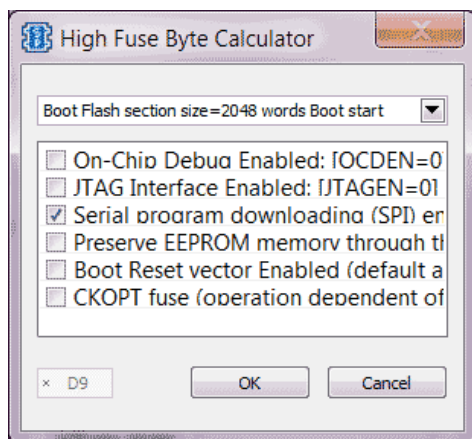 High Fuse Byte Calculator
Boot Flash section size=2048 words Boot start
On-Chip Debug Enabled: [OCDEN=0
JTAG Interface Enabled: [JTAGEN=0]
Serial program downloading (SPI) en
Preserve EEPROM memory through th
Boot Reset vector Enabled (default a
CKOPT fuse (operation dependent of
× D9
OK
Cancel